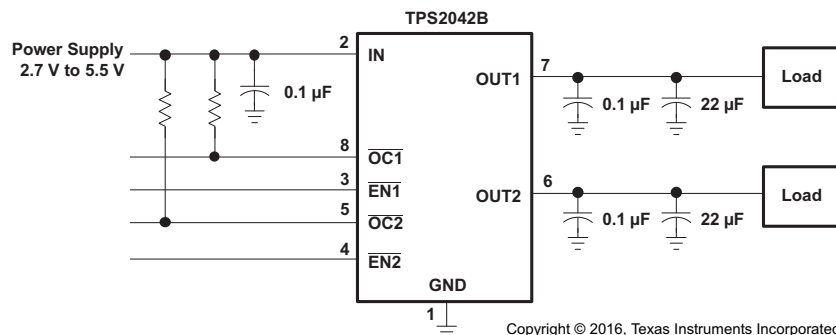 TPS2042B
Power Supply
2.7 V to 5.5 V
2
IN
0.1 µF
8
OC1
3
EN1
5
OC2
4
EN2
GND
1
OUT1
7
0.1 µF
22 µF
Load
OUT2
6
0.1 µF
22 µF
Load
Copyright © 2016, Texas Instruments Incorporated